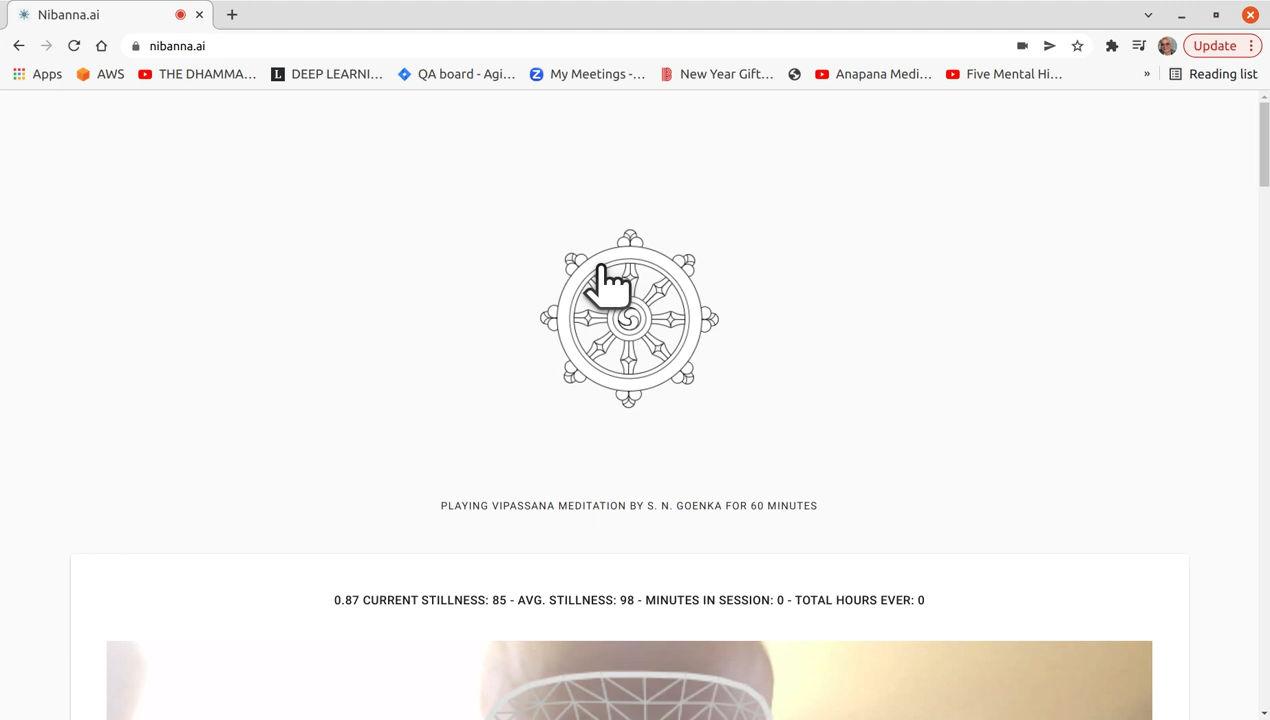 Nibanna.ai
nibanna.ai
Update
Apps
AWS
THE DHAMMA...
DEEP LEARNI...
QA board - Agi...
My Meetings -...
New Year Gift...
Anapana Medi...
Five Mental Hi...
»
Reading list
PLAYING VIPASSANA MEDITATION BY S. N. GOENKA FOR 60 MINUTES
0.87 CURRENT STILLNESS: 85 - AVG. STILLNESS: 98 - MINUTES IN SESSION: 0 - TOTAL HOURS EVER: 0